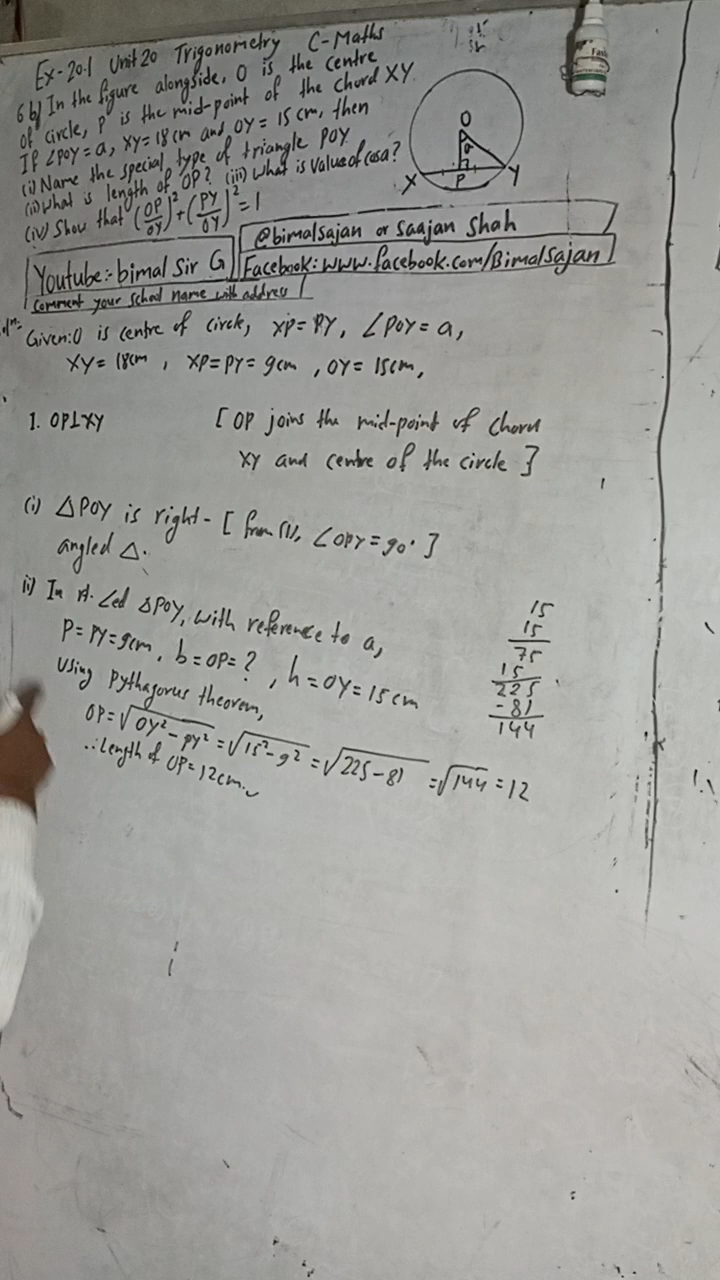 Ex-20.1 Unit 20 Trigonometry C-Maths
6 b) In the figure alongside, O is the centre
of circle, P is the mid-point of the chord XY.
If ∠POY = a, XY = 18 cm and OY = 15 cm, then
(i) Name the special type of triangle POY
(ii) What is length of OP? (iii) What is value of cosa?
(iv) Show that (OP/OY)² + (PY/OY)² = 1
O
a
X P Y
@bimalsajan or Saajan Shah
Youtube:- bimal Sir G
Facebook: www.facebook.com/Bimalsajan
Comment your school name with address
Given: O is centre of circle, XP = PY, ∠POY = a,
XY = 18cm, XP = PY = 9cm, OY = 15cm,
1. OP⊥XY [ OP joins the mid-point of chord
XY and centre of the circle ]
(i) △POY is right- [ from (1), ∠OPY = 90° ]
angled △.
ii) In rt. ∠ed △POY, with reference to a,
P = PY = 9cm, b = OP = ?, h = OY = 15 cm
Using pythagorus theorem,
OP = √OY² - PY² = √15² - 9² = √225 - 81 = √144 = 12
∴ Length of OP = 12cm.
15
15
75
15
225
-81
144
Fast